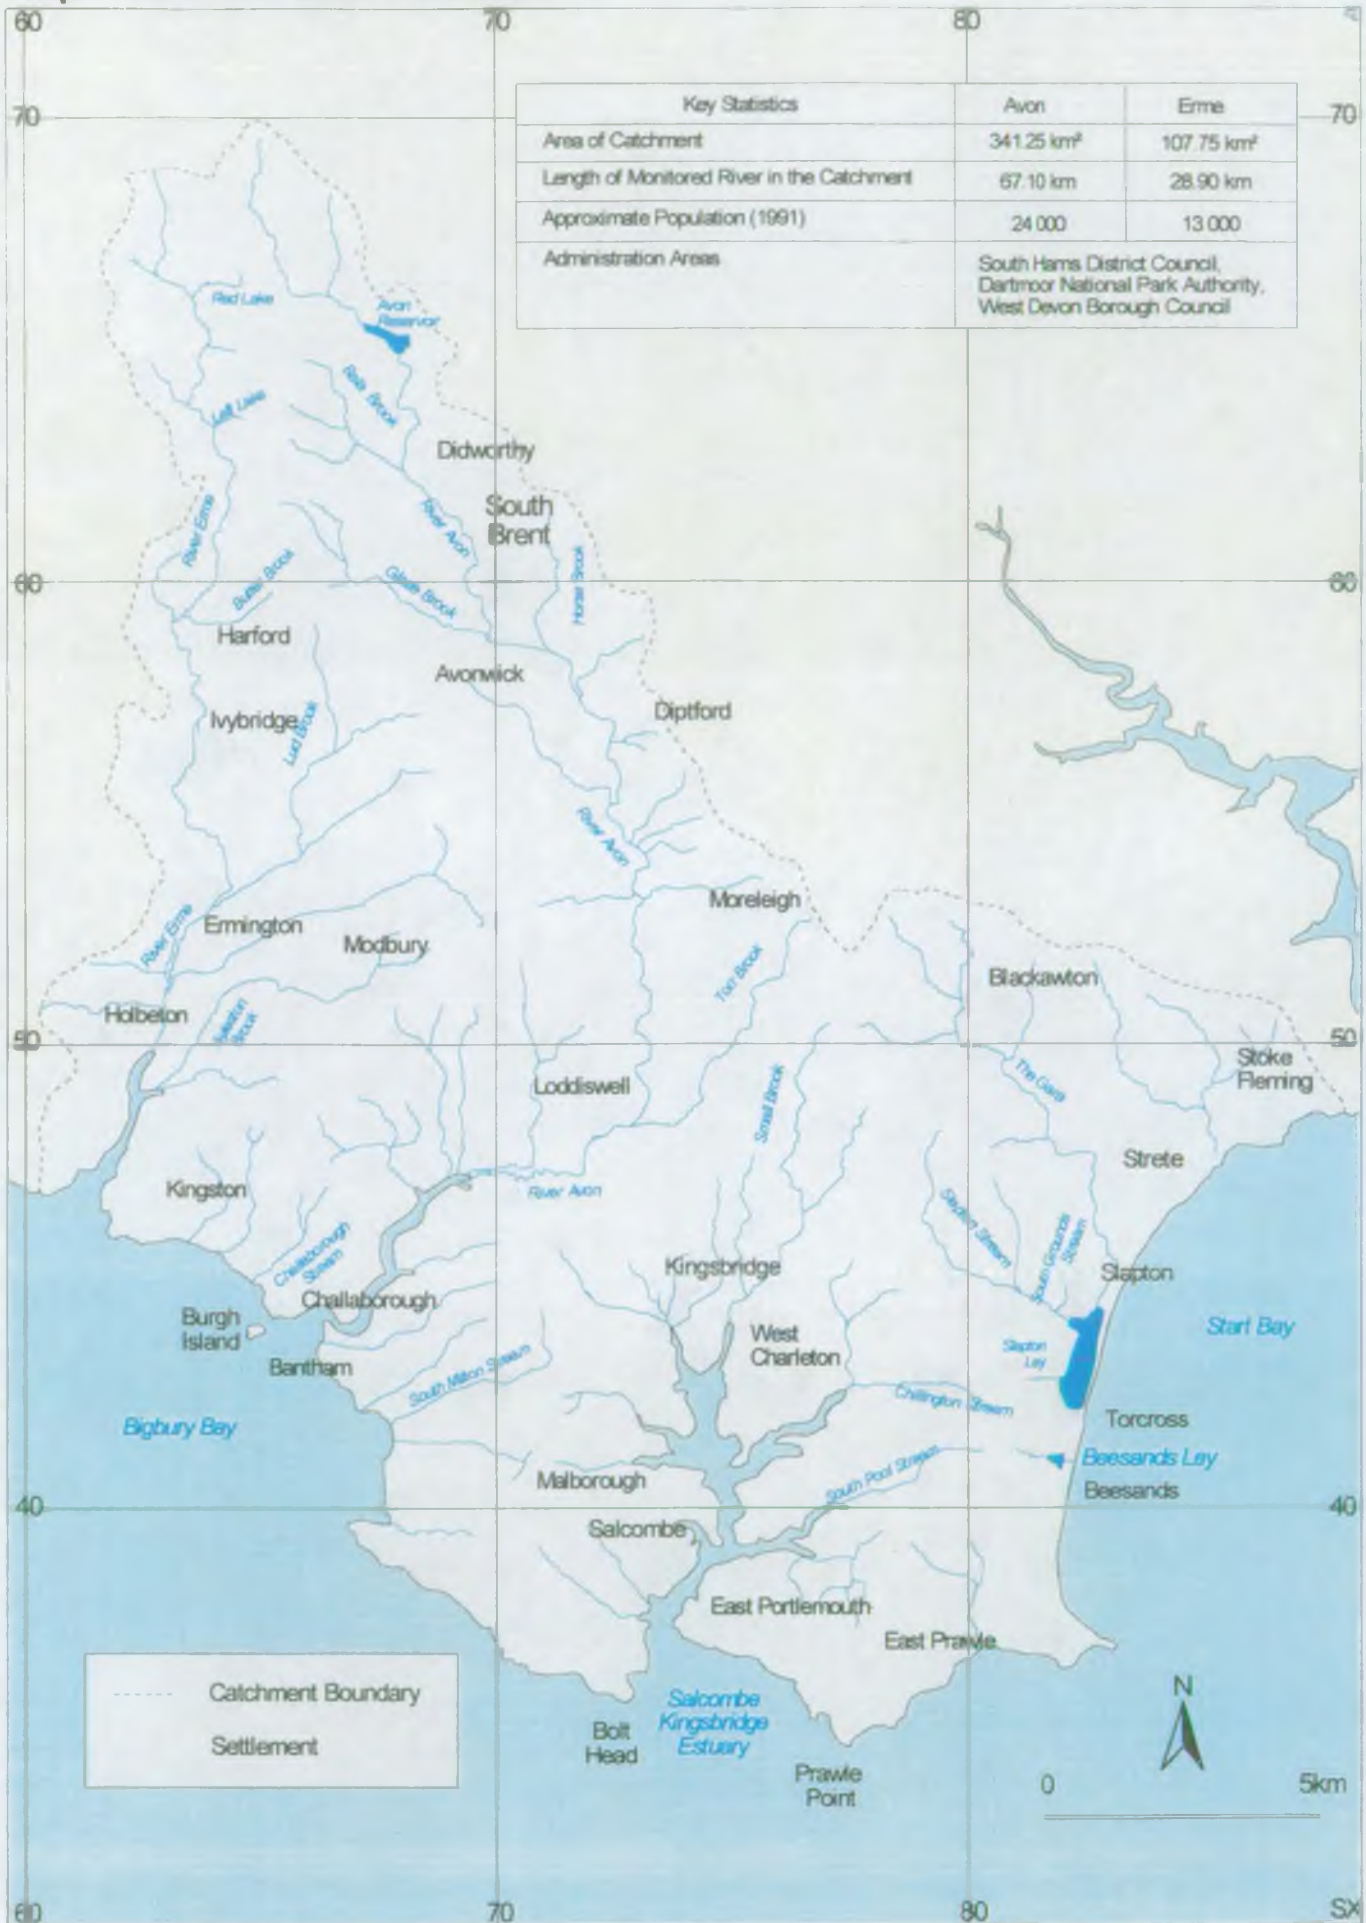 60
70
80
70
70
Key Statistics Avon Erme
Area of Catchment 341.25 km² 107.75 km²
Length of Monitored River in the Catchment 67.10 km 28.90 km
Approximate Population (1991) 24 000 13 000
Administration Areas South Hams District Council,
Dartmoor National Park Authority,
West Devon Borough Council
Red Lake
Avon
Reservoir
Bala Brook
Left Lake
Didworthy
South
Brent
River Erme
River Avon
Butter Brook
Glaze Brook
Horse Brook
60
60
Harford
Avonwick
Ivybridge
Lud Brook
Diptford
River Avon
Moreleigh
Ermington
River Erme
Modbury
Torr Brook
Blackawton
Holbeton
Brook
50
50
Stoke
Fleming
Loddiswell
Small Brook
The Gara
Strete
Kingston
River Avon
Slapton Stream
South Grounds
Stream
Challaborough
Stream
Kingsbridge
Slapton
Challaborough
Burgh
Island
West
Charleton
Start Bay
Bantham
South Milton Stream
Slapton
Ley
Chillington Stream
Bigbury Bay
Torcross
Beesands Ley
Malborough
South Pool Stream
Beesands
40
40
Salcombe
East Portlemouth
East Prawle
Catchment Boundary
Settlement
Salcombe
Kingsbridge
Estuary
Bolt
Head
Prawle
Point
N
0 5km
60
70
80
SX